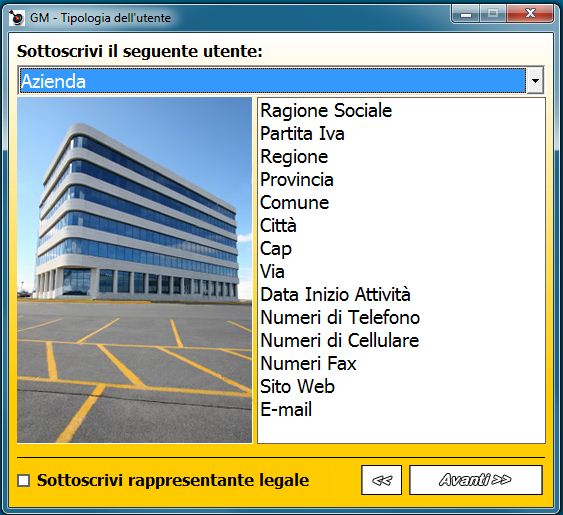 GM - Tipologia dell'utente
Sottoscrivi il seguente utente:
Azienda
Ragione Sociale
Partita Iva
Regione
Provincia
Comune
Città
Cap
Via
Data Inizio Attività
Numeri di Telefono
Numeri di Cellulare
Numeri Fax
Sito Web
E-mail
Sottoscrivi rappresentante legale
<<
Avanti >>